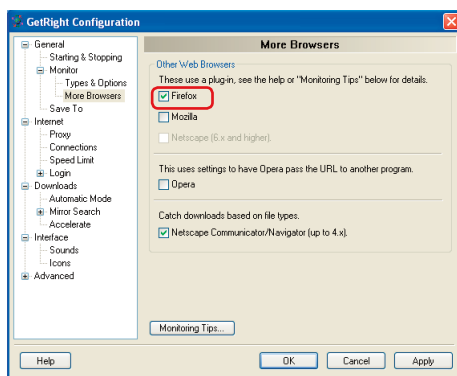 GetRight Configuration
General
Starting & Stopping
Monitor
Types & Options
More Browsers
Save To
Internet
Proxy
Connections
Speed Limit
Login
Downloads
Automatic Mode
Mirror Search
Accelerate
Interface
Sounds
Icons
Advanced
More Browsers
Other Web Browsers
These use a plug-in, see the help or "Monitoring Tips" below for details.
Firefox
Mozilla
Netscape (6.x and higher).
This uses settings to have Opera pass the URL to another program.
Opera
Catch downloads based on file types.
Netscape Communicator/Navigator (up to 4.x).
Monitoring Tips...
Help
OK
Cancel
Apply